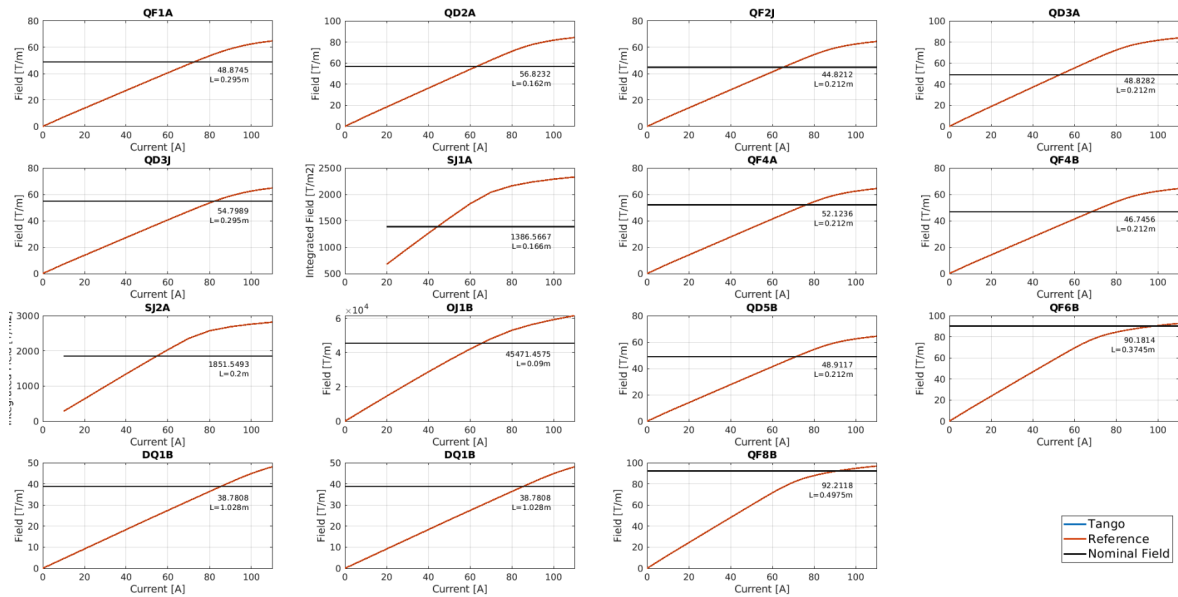 QF1A
Field [T/m]
80
60
40
20
0
48.8745
L=0.295m
0 20 40 60 80 100
Current [A]
QD2A
Field [T/m]
100
80
60
40
20
0
56.8232
L=0.162m
0 20 40 60 80 100
Current [A]
QF2J
Field [T/m]
80
60
40
20
0
44.8212
L=0.212m
0 20 40 60 80 100
Current [A]
QD3A
Field [T/m]
100
80
60
40
20
0
48.8282
L=0.212m
0 20 40 60 80 100
Current [A]
QD3J
Field [T/m]
80
60
40
20
0
54.7989
L=0.295m
0 20 40 60 80 100
Current [A]
SJ1A
Integrated Field [T/m2]
2500
2000
1500
1000
500
1386.5667
L=0.166m
0 20 40 60 80 100
Current [A]
QF4A
Field [T/m]
80
60
40
20
0
52.1236
L=0.212m
0 20 40 60 80 100
Current [A]
QF4B
Field [T/m]
80
60
40
20
0
46.7456
L=0.212m
0 20 40 60 80 100
Current [A]
SJ2A
3000
2000
1000
0
1851.5493
L=0.2m
0 20 40 60 80 100
Current [A]
OJ1B
×10⁴
Field [T/m]
6
4
2
0
45471.4575
L=0.09m
0 20 40 60 80 100
Current [A]
QD5B
Field [T/m]
80
60
40
20
0
48.9117
L=0.212m
0 20 40 60 80 100
Current [A]
QF6B
Field [T/m]
100
80
60
40
20
0
90.1814
L=0.3745m
0 20 40 60 80 100
Current [A]
DQ1B
Field [T/m]
50
40
30
20
10
0
38.7808
L=1.028m
0 20 40 60 80 100
Current [A]
DQ1B
Field [T/m]
50
40
30
20
10
0
38.7808
L=1.028m
0 20 40 60 80 100
Current [A]
QF8B
Field [T/m]
100
80
60
40
20
0
92.2118
L=0.4975m
0 20 40 60 80 100
Current [A]
Tango
Reference
Nominal Field